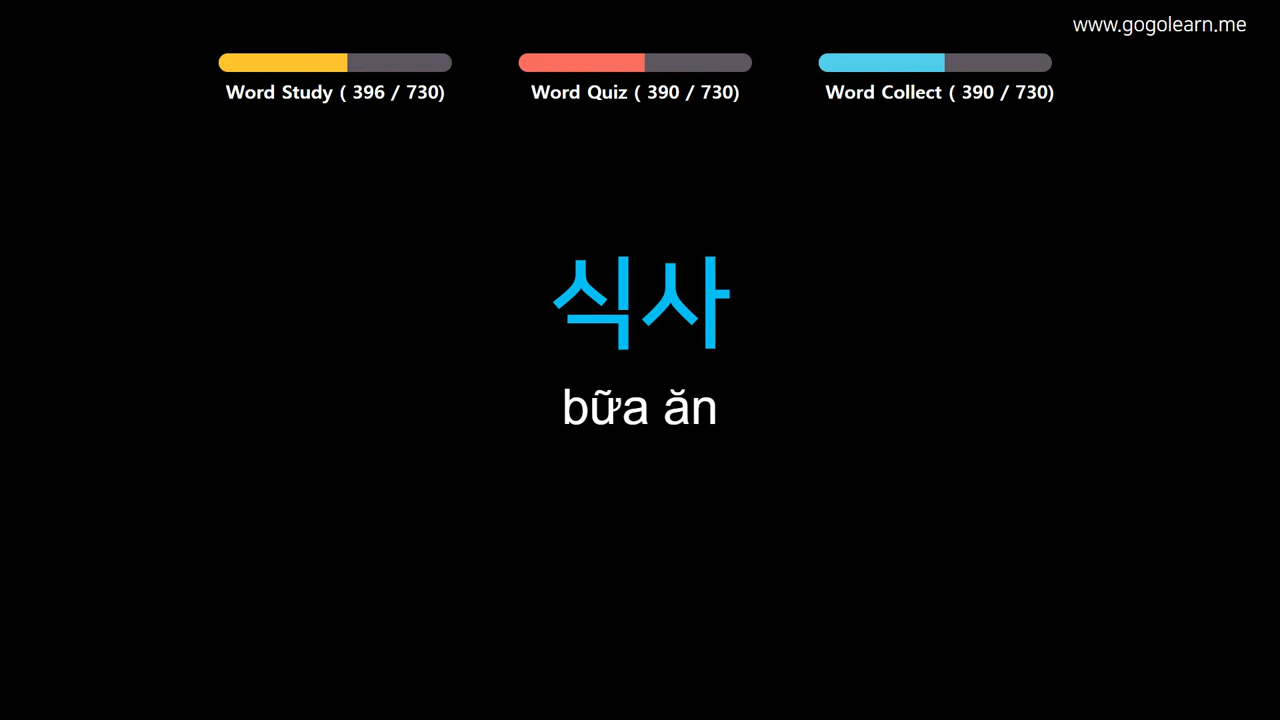 www.gogolearn.me
Word Study ( 396 / 730)
Word Quiz ( 390 / 730)
Word Collect ( 390 / 730)
식사
bữa ăn